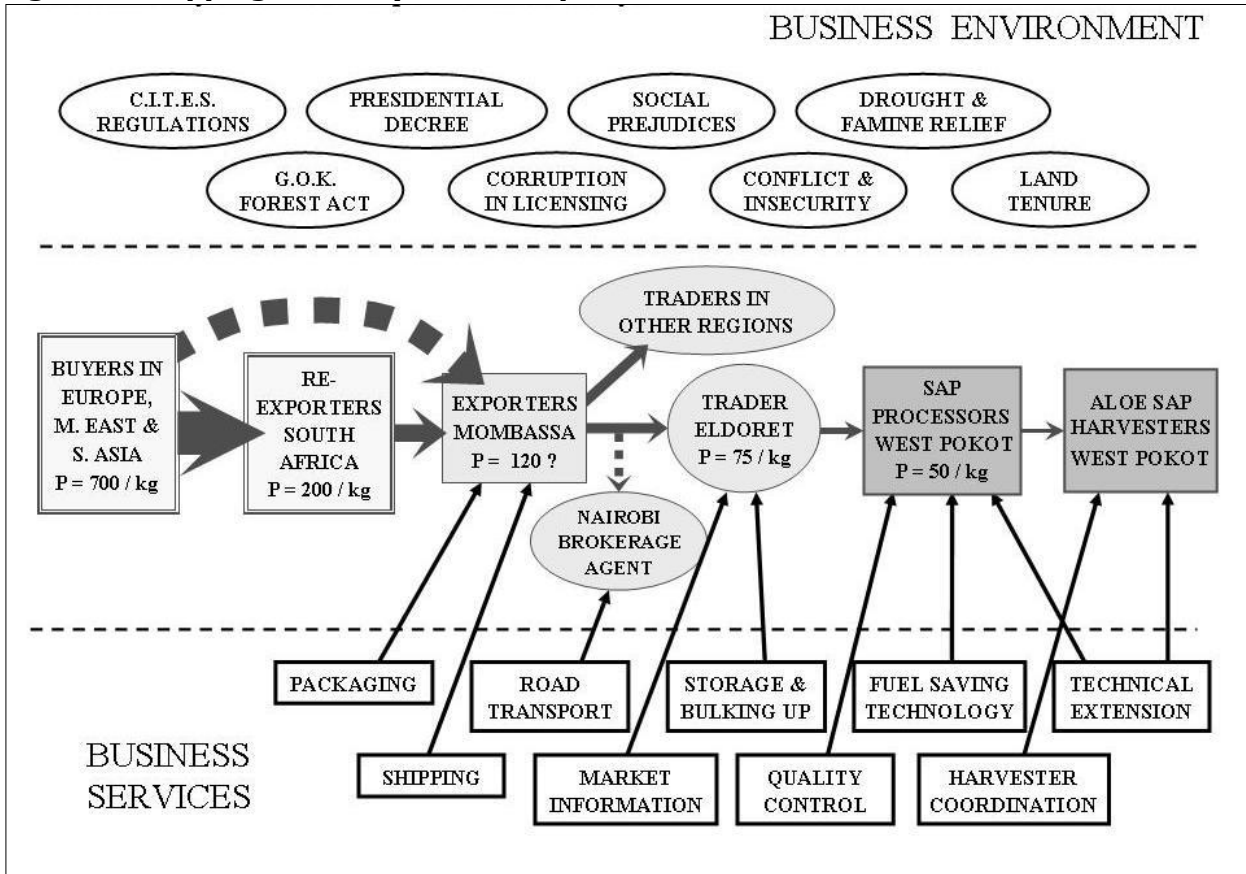 BUSINESS ENVIRONMENT
C.I.T.E.S.
REGULATIONS
PRESIDENTIAL
DECREE
SOCIAL
PREJUDICES
DROUGHT &
FAMINE RELIEF
G.O.K.
FOREST ACT
CORRUPTION
IN LICENSING
CONFLICT &
INSECURITY
LAND
TENURE
BUYERS IN
EUROPE,
M. EAST &
S. ASIA
P = 700 / kg
RE-
EXPORTERS
SOUTH
AFRICA
P = 200 / kg
EXPORTERS
MOMBASSA
P = 120 ?
TRADERS IN
OTHER REGIONS
TRADER
ELDORET
P = 75 / kg
NAIROBI
BROKERAGE
AGENT
SAP
PROCESSORS
WEST POKOT
P = 50 / kg
ALOE SAP
HARVESTERS
WEST POKOT
PACKAGING
ROAD
TRANSPORT
STORAGE &
BULKING UP
FUEL SAVING
TECHNOLOGY
TECHNICAL
EXTENSION
BUSINESS
SERVICES
SHIPPING
MARKET
INFORMATION
QUALITY
CONTROL
HARVESTER
COORDINATION